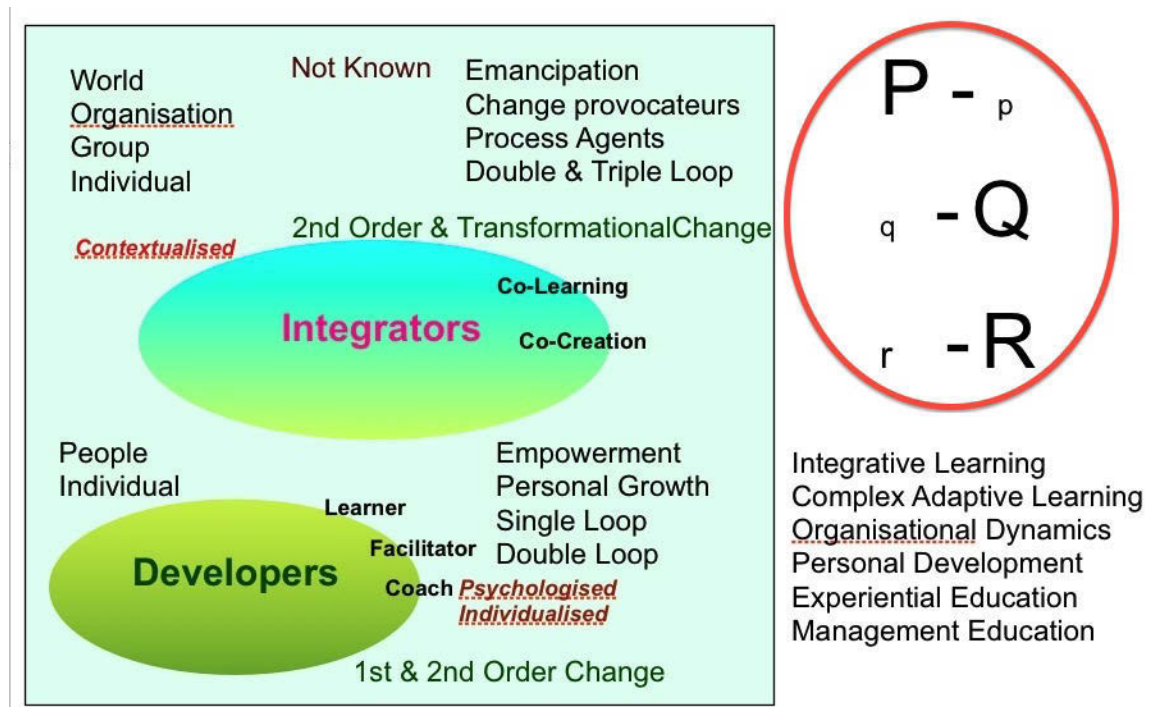 World
Organisation
Group
Individual
Not Known
Emancipation
Change provocateurs
Process Agents
Double & Triple Loop
2nd Order & TransformationalChange
Contextualised
Co-Learning
Integrators
Co-Creation
People
Individual
Empowerment
Personal Growth
Single Loop
Double Loop
Learner
Facilitator
Developers
Coach
Psychologised
Individualised
1st & 2nd Order Change
P - p
q - Q
r - R
Integrative Learning
Complex Adaptive Learning
Organisational Dynamics
Personal Development
Experiential Education
Management Education